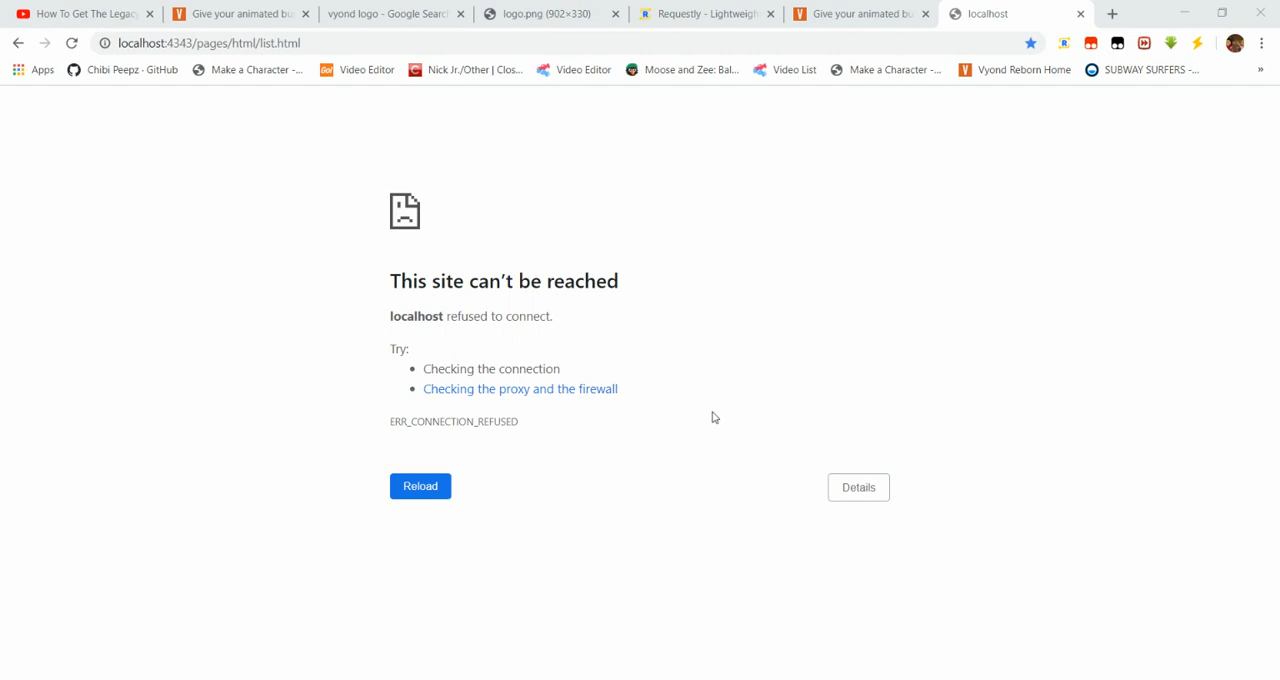 How To Get The Legacy
Give your animated bu
vyond logo - Google Searc
logo.png (902×330)
Requestly - Lightweigh
Give your animated bu
localhost
localhost:4343/pages/html/list.html
Apps
Chibi Peepz · GitHub
Make a Character -...
Go!
Video Editor
Nick Jr./Other | Clos...
Video Editor
Moose and Zee: Bal...
Video List
Make a Character -...
Vyond Reborn Home
SUBWAY SURFERS -...
»
This site can't be reached
localhost refused to connect.
Try:
• Checking the connection
• Checking the proxy and the firewall
ERR_CONNECTION_REFUSED
Reload
Details